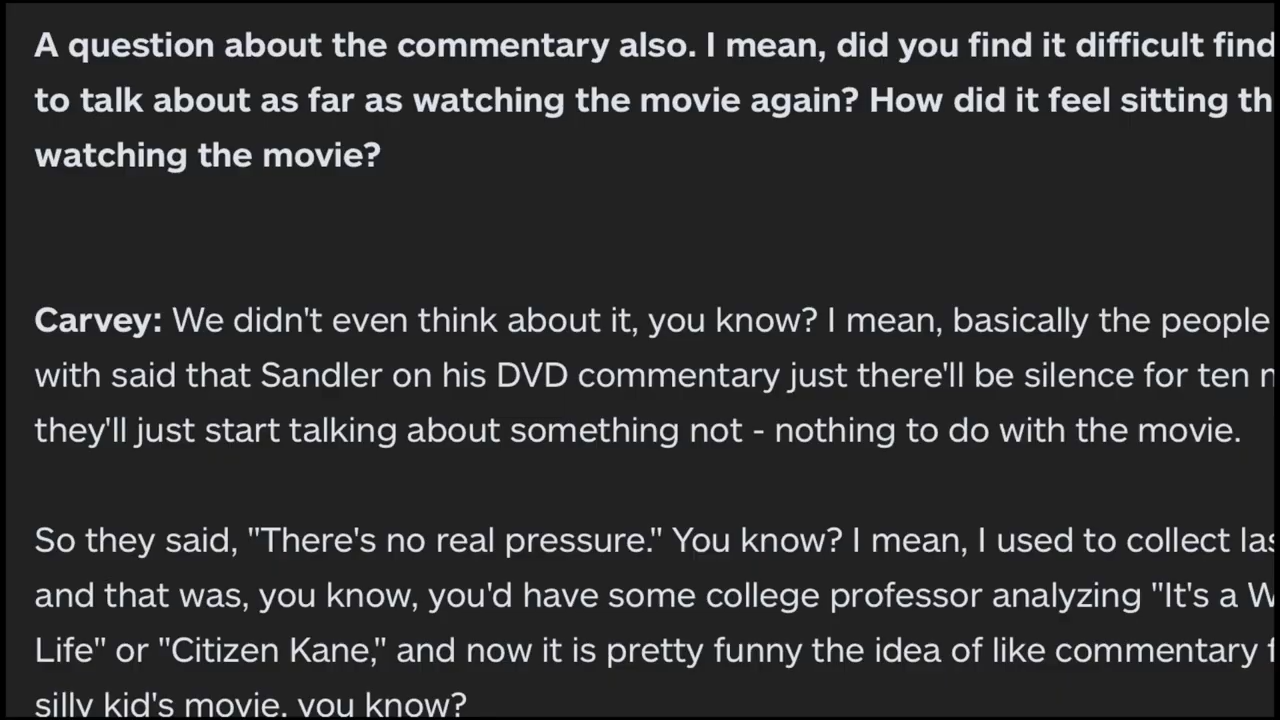 A question about the commentary also. I mean, did you find it difficult find
to talk about as far as watching the movie again? How did it feel sitting th
watching the movie?
Carvey: We didn't even think about it, you know? I mean, basically the people
with said that Sandler on his DVD commentary just there'll be silence for ten
they'll just start talking about something not - nothing to do with the movie.
So they said, "There's no real pressure." You know? I mean, I used to collect las
and that was, you know, you'd have some college professor analyzing "It's a W
Life" or "Citizen Kane," and now it is pretty funny the idea of like commentary
silly kid's movie, you know?